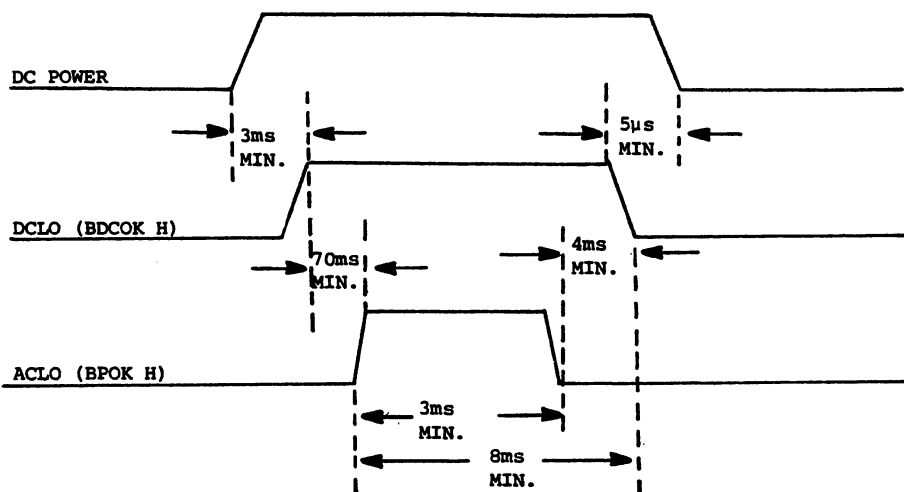 DC POWER
3ms
MIN.
5µs
MIN.
DCLO (BDCOK H)
70ms
MIN.
4ms
MIN.
ACLO (BPOK H)
3ms
MIN.
8ms
MIN.